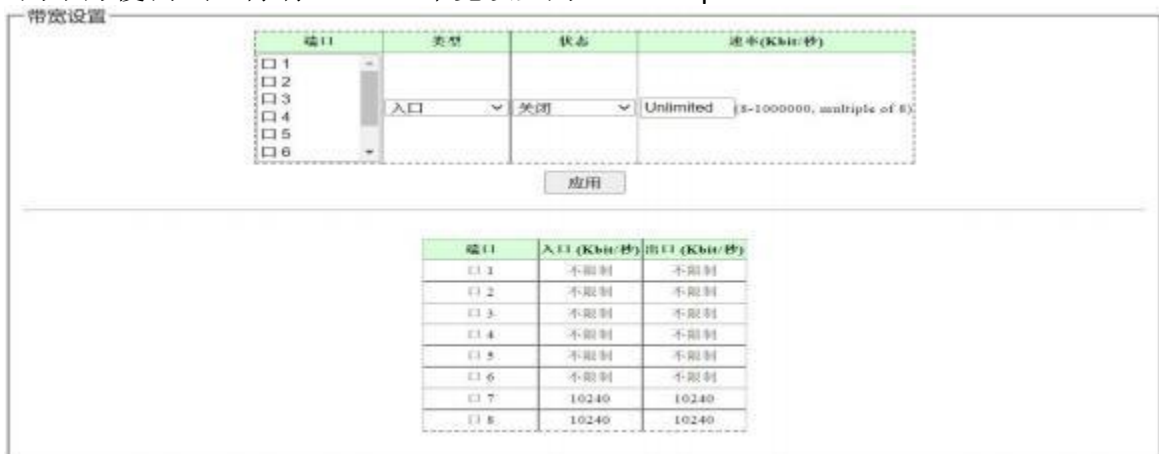 带宽设置
端口 类型 状态 速率(Kbit/秒)
口 1
口 2
口 3
口 4
口 5
口 6
入口 关闭 Unlimited (8-1000000, multiple of 8)
应用
端口 入口 (Kbit/秒) 出口 (Kbit/秒)
口 1 不限制 不限制
口 2 不限制 不限制
口 3 不限制 不限制
口 4 不限制 不限制
口 5 不限制 不限制
口 6 不限制 不限制
口 7 10240 10240
口 8 10240 10240